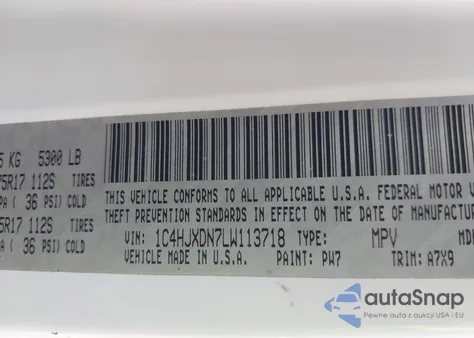 5 KG 5300 LB
75R17 112S TIRES
PA ( 36 PSI) COLD
75R17 112S TIRES
PA ( 36 PSI) COLD
THIS VEHICLE CONFORMS TO ALL APPLICABLE U.S.A. FEDERAL MOTOR
THEFT PREVENTION STANDARDS IN EFFECT ON THE DATE OF MANUFACTURE
VIN: 1C4HJXDN7LW113718 TYPE: MPV
VEHICLE MADE IN U.S.A. PAINT: PW7 TRIM: A7X9
autoSnap
Pewne auta z aukcji USA i EU